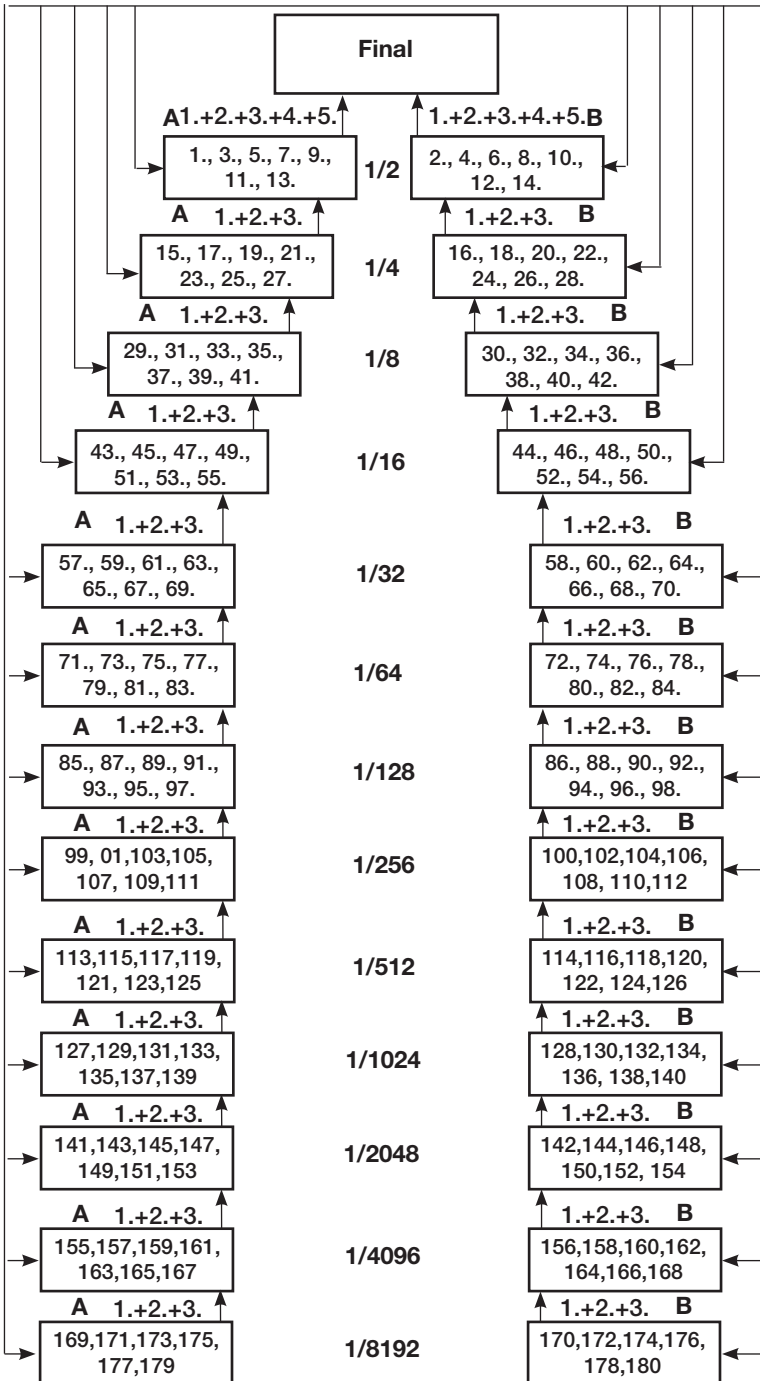 Final
A1.+2.+3.+4.+5. 1.+2.+3.+4.+5.B
1., 3., 5., 7., 9., 1/2 2., 4., 6., 8., 10.,
11., 13. 12., 14.
A 1.+2.+3. 1.+2.+3. B
15., 17., 19., 21., 1/4 16., 18., 20., 22.,
23., 25., 27. 24., 26., 28.
A 1.+2.+3. 1.+2.+3. B
29., 31., 33., 35., 1/8 30., 32., 34., 36.,
37., 39., 41. 38., 40., 42.
A 1.+2.+3. 1.+2.+3. B
43., 45., 47., 49., 1/16 44., 46., 48., 50.,
51., 53., 55. 52., 54., 56.
A 1.+2.+3. 1.+2.+3. B
57., 59., 61., 63., 1/32 58., 60., 62., 64.,
65., 67., 69. 66., 68., 70.
A 1.+2.+3. 1.+2.+3. B
71., 73., 75., 77., 1/64 72., 74., 76., 78.,
79., 81., 83. 80., 82., 84.
A 1.+2.+3. 1.+2.+3. B
85., 87., 89., 91., 1/128 86., 88., 90., 92.,
93., 95., 97. 94., 96., 98.
A 1.+2.+3. 1.+2.+3. B
99, 01,103,105, 1/256 100,102,104,106,
107, 109,111 108, 110,112
A 1.+2.+3. 1.+2.+3. B
113,115,117,119, 1/512 114,116,118,120,
121, 123,125 122, 124,126
A 1.+2.+3. 1.+2.+3. B
127,129,131,133, 1/1024 128,130,132,134,
135,137,139 136, 138,140
A 1.+2.+3. 1.+2.+3. B
141,143,145,147, 1/2048 142,144,146,148,
149,151,153 150,152, 154
A 1.+2.+3. 1.+2.+3. B
155,157,159,161, 1/4096 156,158,160,162,
163,165,167 164,166,168
A 1.+2.+3. 1.+2.+3. B
169,171,173,175, 1/8192 170,172,174,176,
177,179 178,180